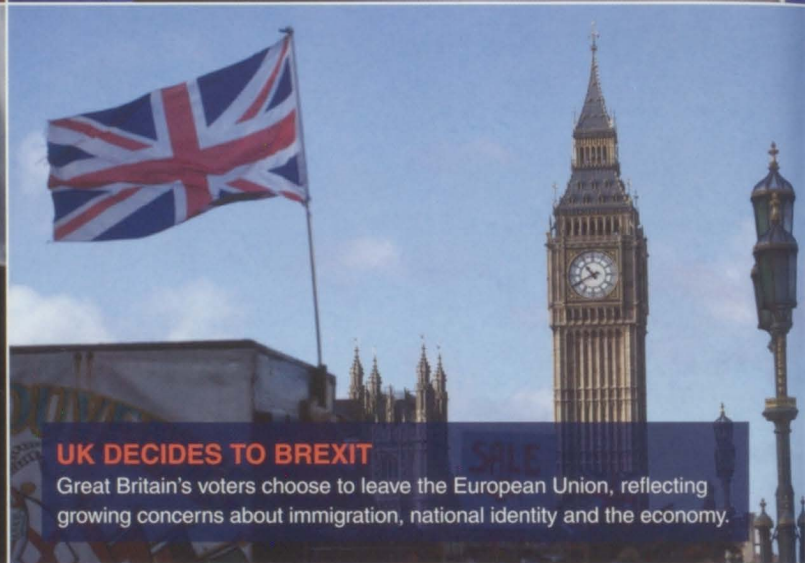 UK DECIDES TO BREXIT
Great Britain's voters choose to leave the European Union, reflecting
growing concerns about immigration, national identity and the economy.
SALE